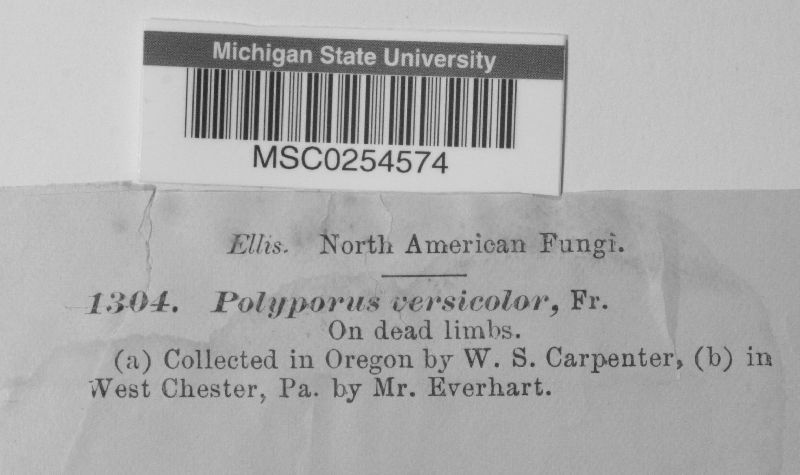 Michigan State University
MSC0254574
Ellis. North American Fungi.
1304. Polyporus versicolor, Fr.
On dead limbs.
(a) Collected in Oregon by W. S. Carpenter, (b) in
West Chester, Pa. by Mr. Everhart.